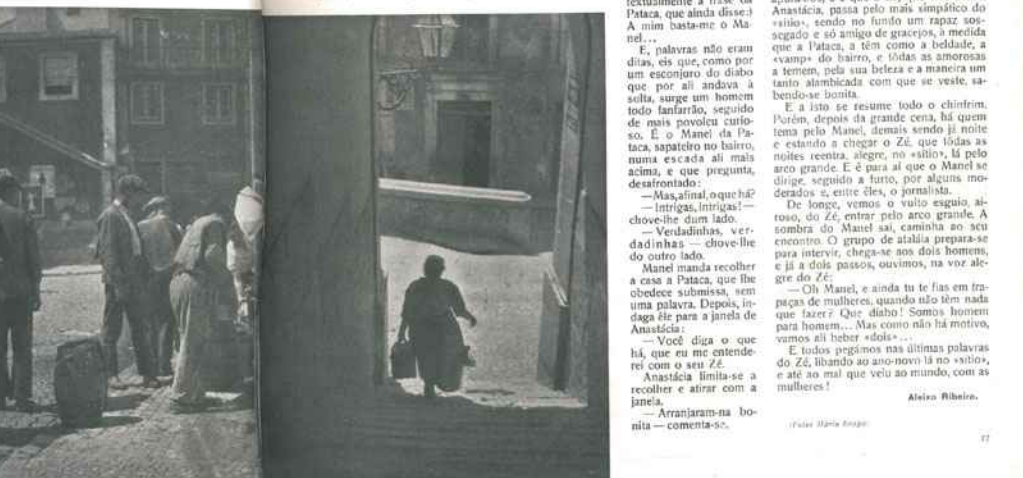 textualmente a frase da
Pataca, que ainda disse:)
A mim basta-me o Ma-
nel...
E, palavras não eram
ditas, eis que, como por
um esconjuro do diabo
que por ali andava à
solta, surge um homem
todo fanfarrão, seguido
de mais povoléu curio-
so. É o Manel da Pa-
taca, sapateiro no bairro,
numa escada ali mais
acima, e que pregunta,
desafrontado:
—Mas, afinal, o que há?
— Intrigas, intrigas! —
chove-lhe dum lado.
— Verdadinhas, ver-
dadinhas — chove-lhe
do outro lado.
Manel manda recolher
a casa a Pataca, que lhe
obedece submissa, sem
uma palavra. Depois, in-
daga êle para a janela de
Anastácia:
— Você diga o que
há, que eu me entende-
rei com o seu Zé.
Anastácia limita-se a
recolher e atirar com a
janela.
— Arranjaram-na bo-
nita — comenta-se.
Anastácia, passa pelo mais simpático do
«sítio», sendo no fundo um rapaz sos-
segado e só amigo de gracejos, à medida
que a Pataca, a têm como a beldade, a
«vamp» do bairro, e tôdas as amorosas
a temem, pela sua beleza e a maneira um
tanto alambicada com que se veste, sa-
bendo-se bonita.
E a isto se resume todo o chinfrim.
Porém, depois da grande cena, há quem
tema pelo Manel, demais sendo já noite
e estando a chegar o Zé, que tôdas as
noites reentra, alegre, no «sítio», lá pelo
arco grande. E é para aí que o Manel se
dirige, seguido a furto, por alguns mo-
derados e, entre êles, o jornalista.
De longe, vemos o vulto esguio, ai-
roso, do Zé, entrar pelo arco grande. A
sombra do Manel sai, caminha ao seu
encontro. O grupo de atalaia prepara-se
para intervir, chega-se aos dois homens,
e já a dois passos, ouvimos, na voz ale-
gre do Zé:
— Oh Manel, e ainda tu te fias em tra-
paças de mulheres, quando não têm nada
que fazer? Que diabo! Somos homem
para homem... Mas como não há motivo,
vamos ali beber «dois»...
E todos pegámos nas últimas palavras
do Zé, libando ao ano-novo lá no «sítio»,
e até ao mal que veiu ao mundo, com as
mulheres!
Aleixo Ribeiro.
17